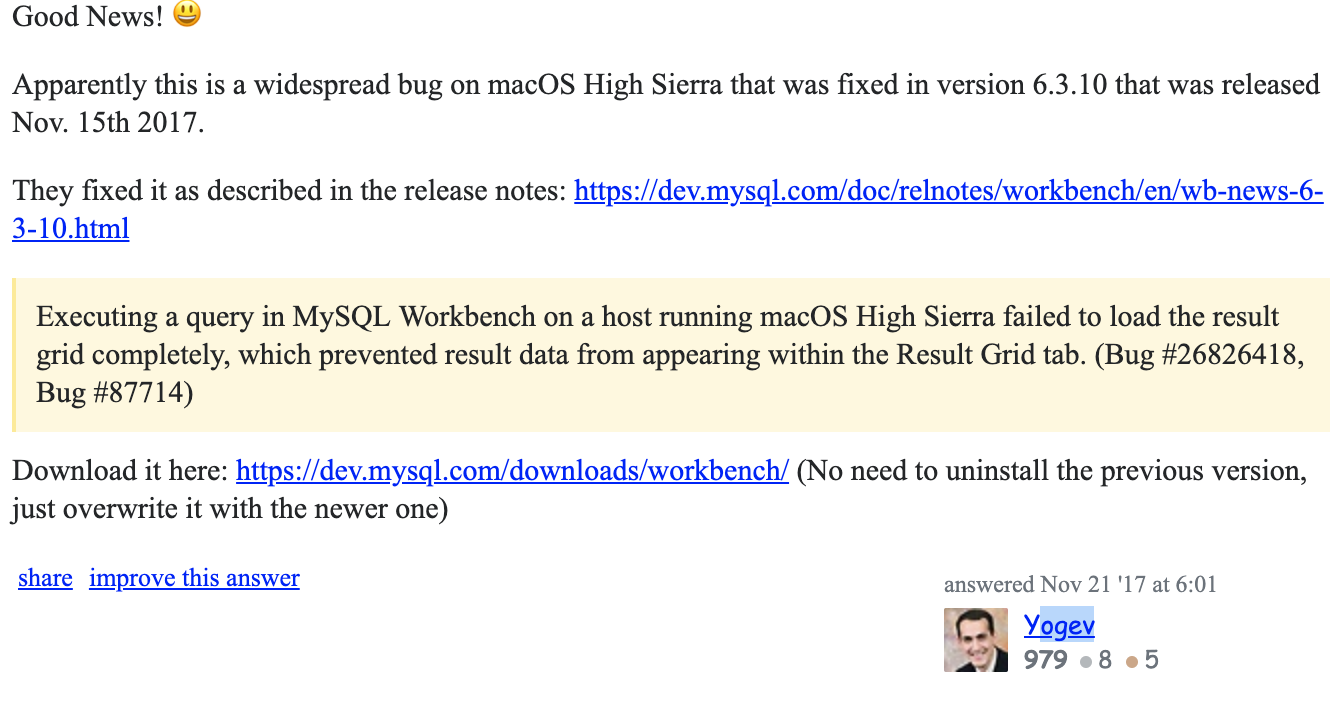 Good News! 😃
Apparently this is a widespread bug on macOS High Sierra that was fixed in version 6.3.10 that was released
Nov. 15th 2017.
They fixed it as described in the release notes: https://dev.mysql.com/doc/relnotes/workbench/en/wb-news-6-
3-10.html
Executing a query in MySQL Workbench on a host running macOS High Sierra failed to load the result
grid completely, which prevented result data from appearing within the Result Grid tab. (Bug #26826418,
Bug #87714)
Download it here: https://dev.mysql.com/downloads/workbench/ (No need to uninstall the previous version,
just overwrite it with the newer one)
share improve this answer
answered Nov 21 '17 at 6:01
Yogev
979 ●8 ●5